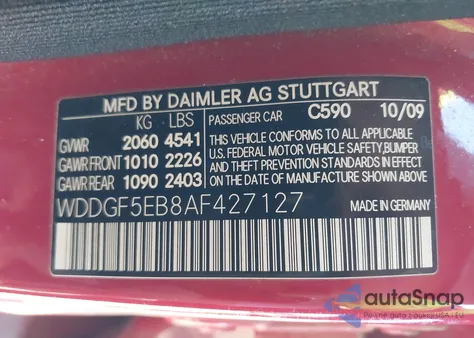 MFD BY DAIMLER AG STUTTGART
KG LBS PASSENGER CAR C590 10/09
GVWR 2060 4541
GAWR FRONT 1010 2226
GAWR REAR 1090 2403
THIS VEHICLE CONFORMS TO ALL APPLICABLE
U.S. FEDERAL MOTOR VEHICLE SAFETY, BUMPER
AND THEFT PREVENTION STANDARDS IN EFFECT
ON THE DATE OF MANUFACTURE SHOWN ABOVE.
WDDGF5EB8AF427127
MADE IN GERMANY
autoSnap